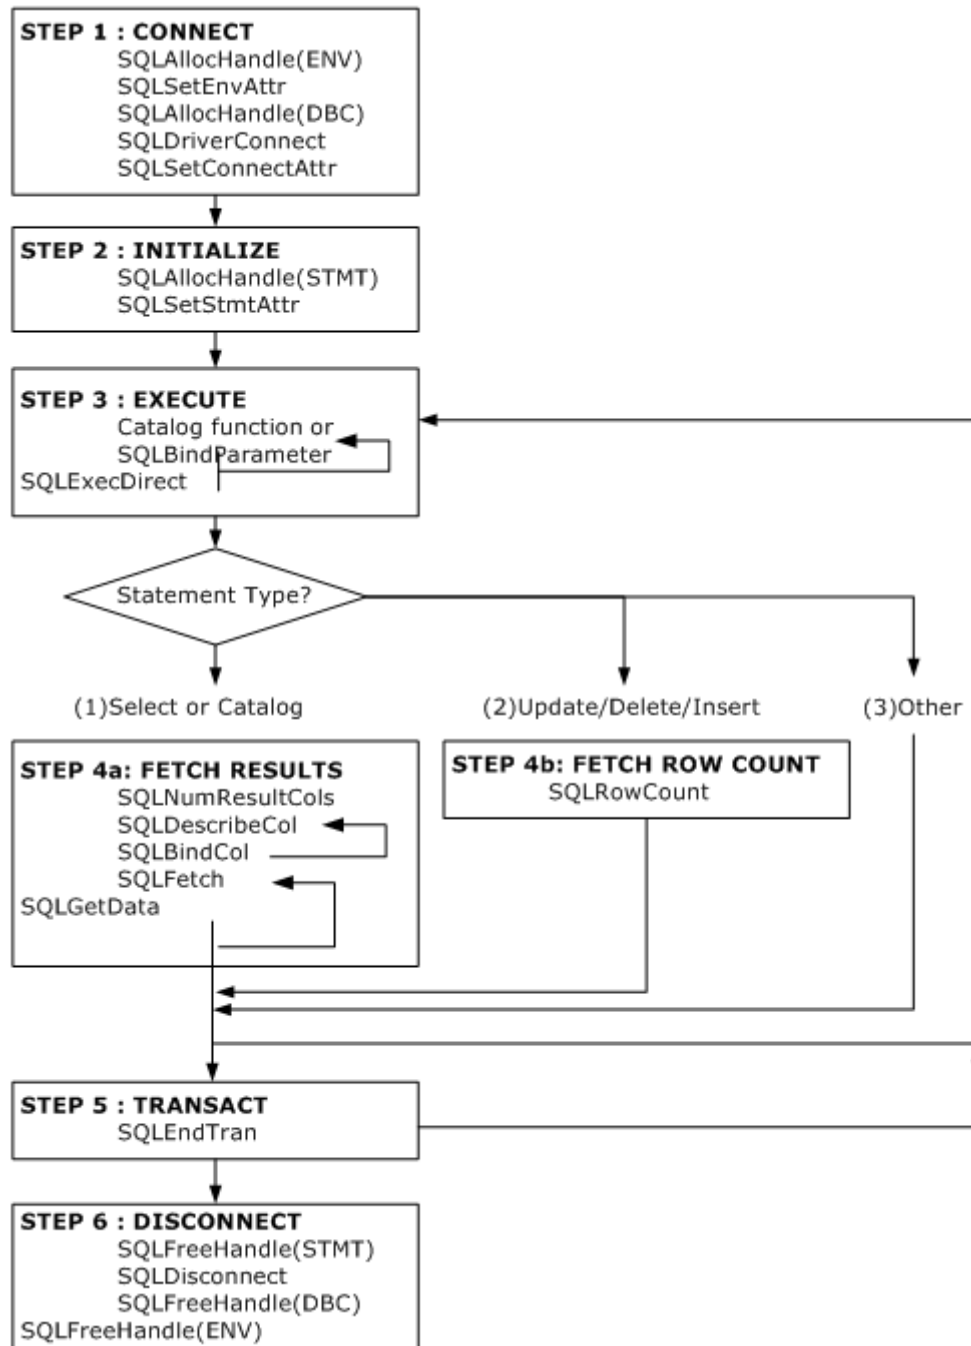 STEP 1 : CONNECT
SQLAllocHandle(ENV)
SQLSetEnvAttr
SQLAllocHandle(DBC)
SQLDriverConnect
SQLSetConnectAttr
STEP 2 : INITIALIZE
SQLAllocHandle(STMT)
SQLSetStmtAttr
STEP 3 : EXECUTE
Catalog function or
SQLBindParameter
SQLExecDirect
Statement Type?
(1)Select or Catalog
(2)Update/Delete/Insert
(3)Other
STEP 4a: FETCH RESULTS
SQLNumResultCols
SQLDescribeCol
SQLBindCol
SQLFetch
SQLGetData
STEP 4b: FETCH ROW COUNT
SQLRowCount
STEP 5 : TRANSACT
SQLEndTran
STEP 6 : DISCONNECT
SQLFreeHandle(STMT)
SQLDisconnect
SQLFreeHandle(DBC)
SQLFreeHandle(ENV)